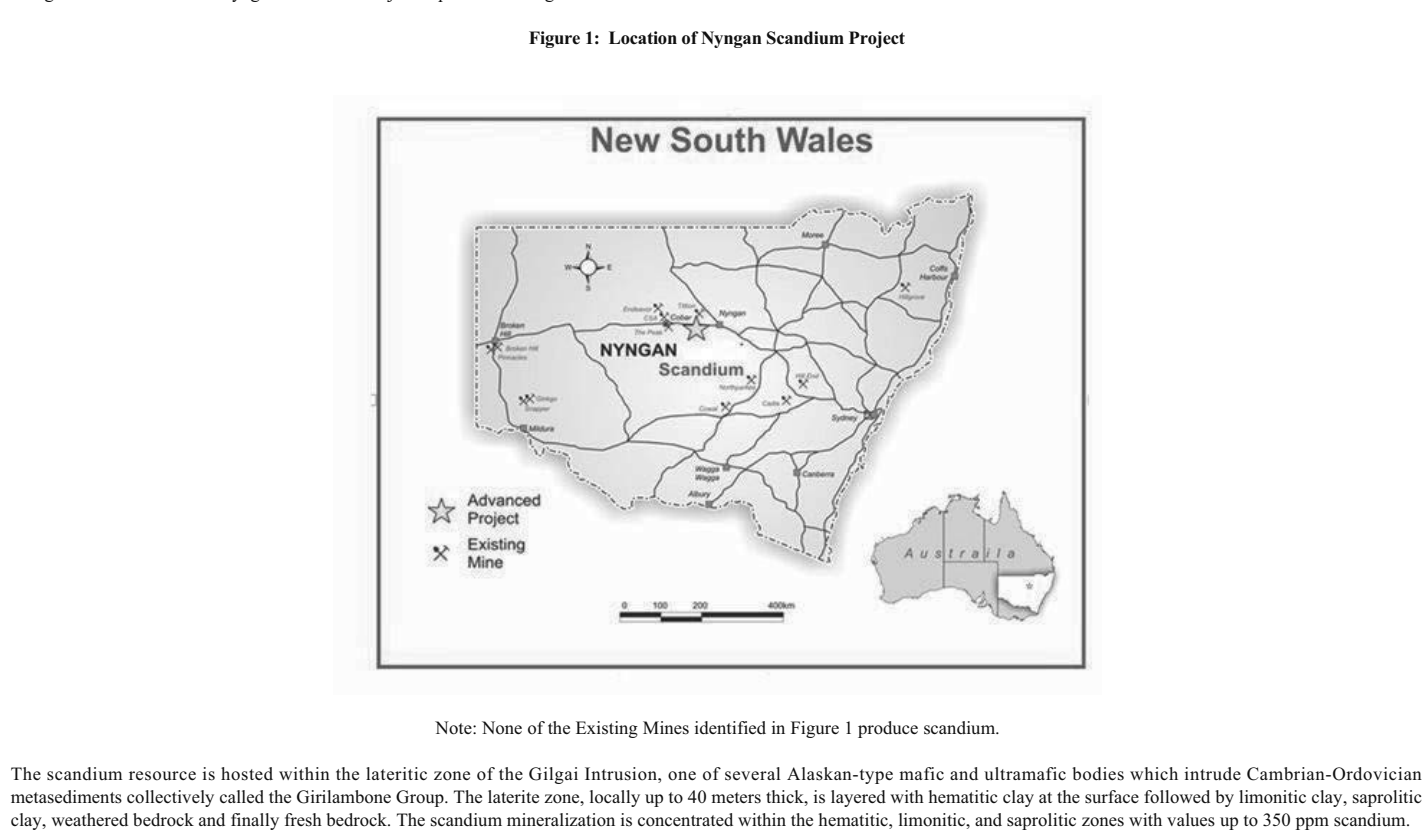 Figure 1: Location of Nyngan Scandium Project
New South Wales
N
W
E
S
Moree
Coffs
Harbour
Hillgrove
Endeavor
CSA
Cobar
Tritton
Nyngan
The Peak
Broken
Hill
Broken Hill
Pinnacles
NYNGAN
Scandium
Northparkes
Hill End
Ginkgo
Snapper
Cowal
Cadia
Sydney
Mildura
Wagga
Wagga
Canberra
Albury
Advanced
Project
Existing
Mine
Austraila
0 100 200 400km
Note: None of the Existing Mines identified in Figure 1 produce scandium.
The scandium resource is hosted within the lateritic zone of the Gilgai Intrusion, one of several Alaskan-type mafic and ultramafic bodies which intrude Cambrian-Ordovician
metasediments collectively called the Girilambone Group. The laterite zone, locally up to 40 meters thick, is layered with hematitic clay at the surface followed by limonitic clay, saprolitic
clay, weathered bedrock and finally fresh bedrock. The scandium mineralization is concentrated within the hematitic, limonitic, and saprolitic zones with values up to 350 ppm scandium.